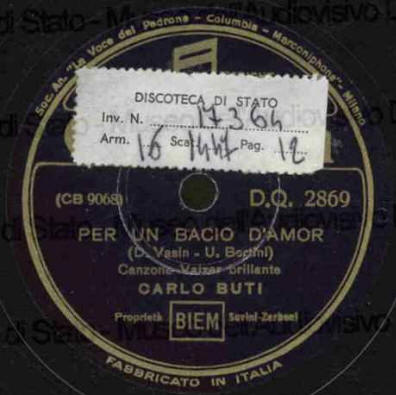 Soc. An. "La Voce del Padrone - Columbia - Marconiphone" - Milano
DISCOTECA DI STATO
Inv. N. 17364
Arm. 16 Scat. 1447 Pag. 12
(CB 9068) D.Q. 2869
PER UN BACIO D'AMOR
(D. Vasin - U. Bertini)
Canzone Valzer brillante
CARLO BUTI
Proprietà BIEM Suvini-Zerboni
FABBRICATO IN ITALIA